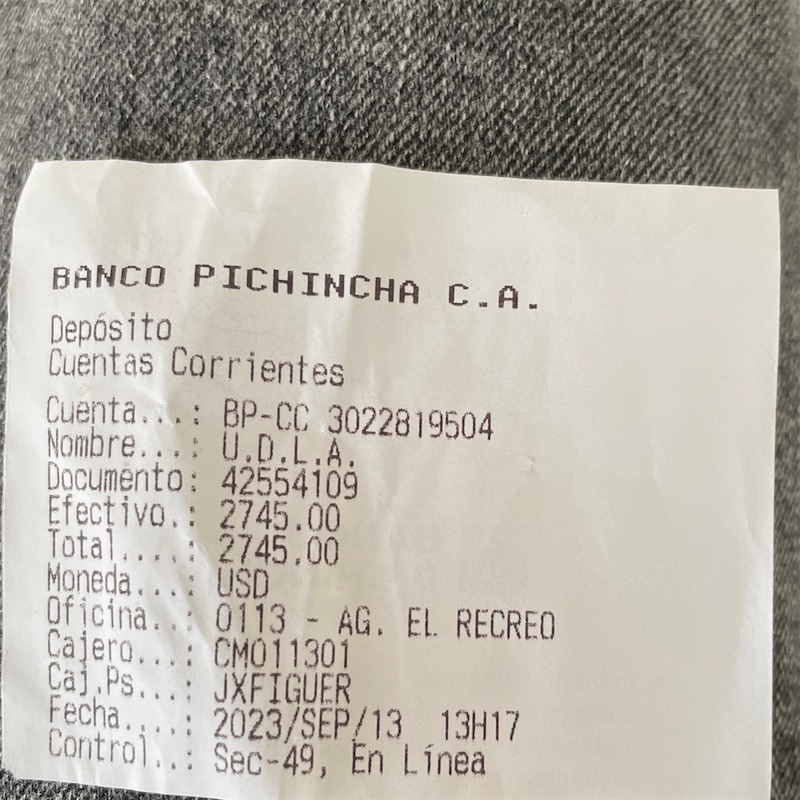 BANCO PICHINCHA C.A.
Depósito
Cuentas Corrientes
Cuenta...: BP-CC 3022819504
Nombre...: U.D.L.A.
Documento: 42554109
Efectivo.: 2745.00
Total....: 2745.00
Moneda...: USD
Oficina..: 0113 - AG. EL RECREO
Cajero...: CM011301
Caj.Ps...: JXFIGUER
Fecha....: 2023/SEP/13 13H17
Control..: Sec-49, En Línea